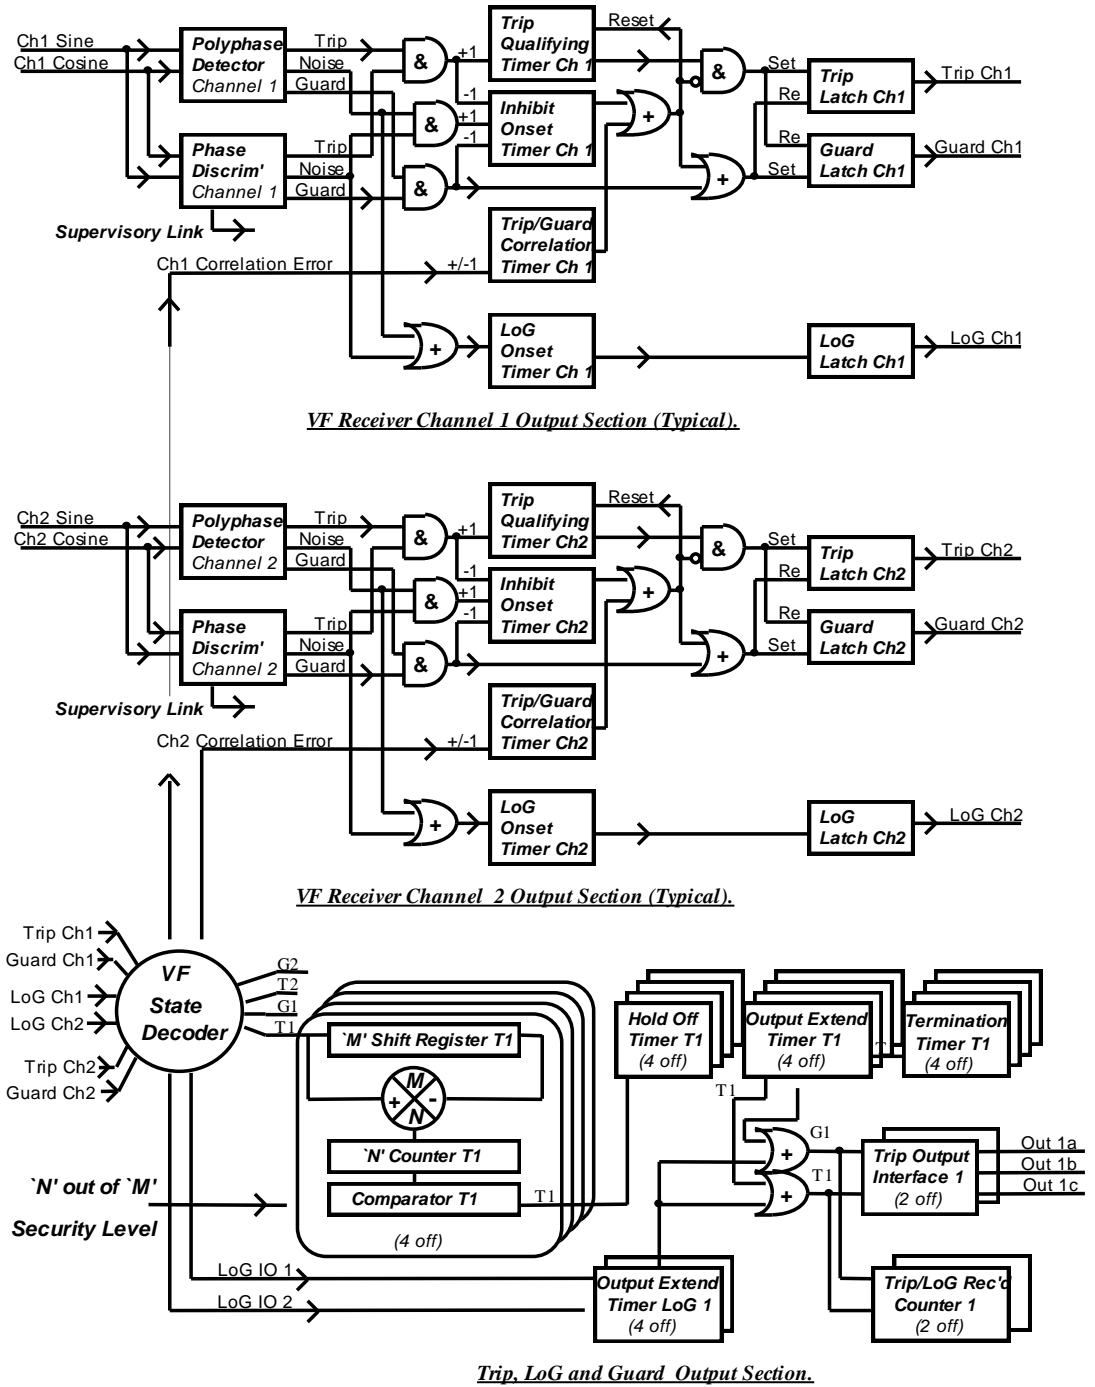 Ch1 Sine
Ch1 Cosine
Polyphase
Detector
Channel 1
Trip
Noise
Guard
&
+1
Trip
Qualifying
Timer Ch 1
Reset
&
Set
Re
Trip
Latch Ch1
Trip Ch1
-1
&
+1
-1
Inhibit
Onset
Timer Ch 1
+
Phase
Discrim'
Channel 1
Trip
Noise
Guard
&
+
Re
Set
Guard
Latch Ch1
Guard Ch1
Supervisory Link
Trip/Guard
Correlation
Timer Ch 1
Ch1 Correlation Error
+/-1
+
LoG
Onset
Timer Ch 1
LoG
Latch Ch1
LoG Ch1
VF Receiver Channel 1 Output Section (Typical).
Ch2 Sine
Ch2 Cosine
Polyphase
Detector
Channel 2
Trip
Noise
Guard
&
+1
Trip
Qualifying
Timer Ch2
Reset
&
Set
Re
Trip
Latch Ch2
Trip Ch2
-1
&
+1
-1
Inhibit
Onset
Timer Ch2
+
Phase
Discrim'
Channel 2
Trip
Noise
Guard
&
+
Re
Set
Guard
Latch Ch2
Guard Ch2
Supervisory Link
Trip/Guard
Correlation
Timer Ch2
Ch2 Correlation Error
+/-1
+
LoG
Onset
Timer Ch2
LoG
Latch Ch2
LoG Ch2
VF Receiver Channel 2 Output Section (Typical).
Trip Ch1
Guard Ch1
LoG Ch1
LoG Ch2
Trip Ch2
Guard Ch2
VF
State
Decoder
G2
T2
G1
T1
`M' Shift Register T1
M
+
-
N
`N' Counter T1
Comparator T1
T1
(4 off)
`N' out of `M'
Security Level
Hold Off
Timer T1
(4 off)
Output Extend
Timer T1
(4 off)
T
Termination
Timer T1
(4 off)
T1
+
G1
+
T1
Trip Output
Interface 1
(2 off)
Out 1a
Out 1b
Out 1c
LoG IO 1
LoG IO 2
Output Extend
Timer LoG 1
(4 off)
Trip/LoG Rec'd
Counter 1
(2 off)
Trip, LoG and Guard Output Section.